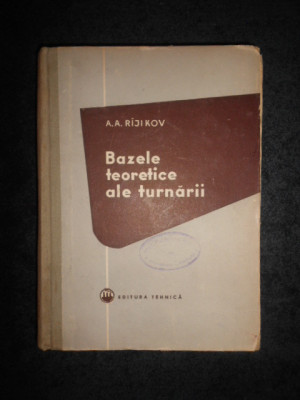 A.A. RÎJIKOV
Bazele
teoretice
ale turnării
EDITURA TEHNICĂ